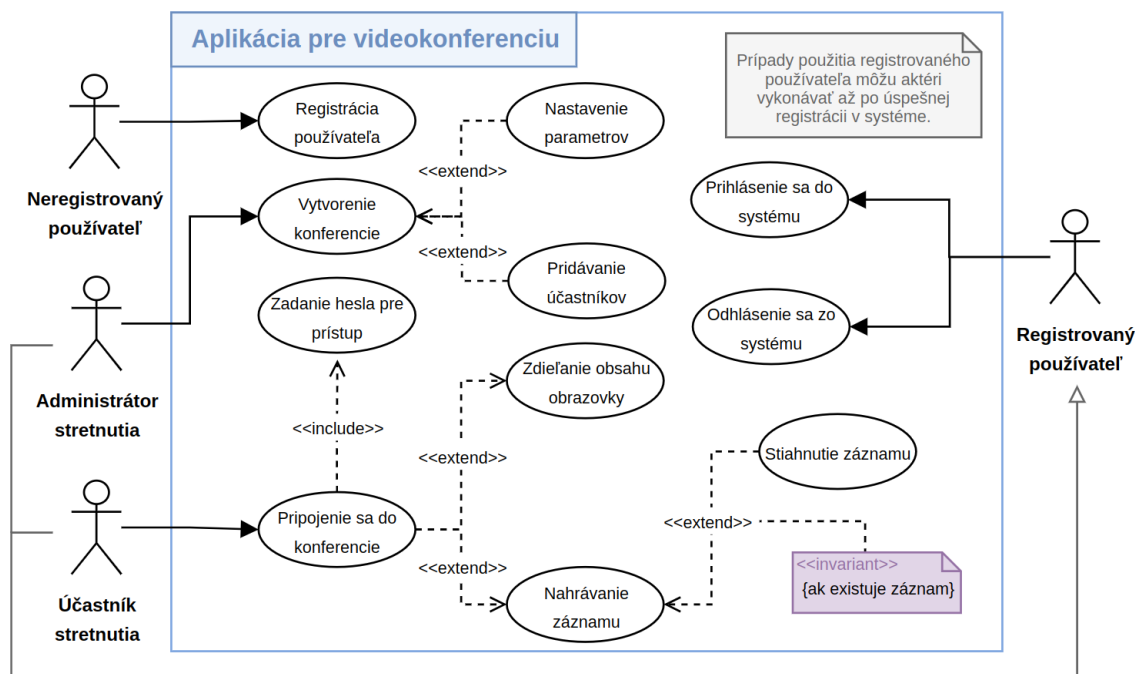 Aplikácia pre videokonferenciu
Prípady použitia registrovaného
používateľa môžu aktéri
vykonávať až po úspešnej
registrácii v systéme.
Neregistrovaný
používateľ
Registrácia
používateľa
Nastavenie
parametrov
<<extend>>
Vytvorenie
konferencie
<<extend>>
Pridávanie
účastníkov
Prihlásenie sa do
systému
Odhlásenie sa zo
systému
Registrovaný
používateľ
Administrátor
stretnutia
Zadanie hesla pre
prístup
Zdieľanie obsahu
obrazovky
<<include>>
<<extend>>
Stiahnutie záznamu
<<extend>>
Účastník
stretnutia
Pripojenie sa do
konferencie
<<extend>>
Nahrávanie
záznamu
<<invariant>>
{ak existuje záznam}